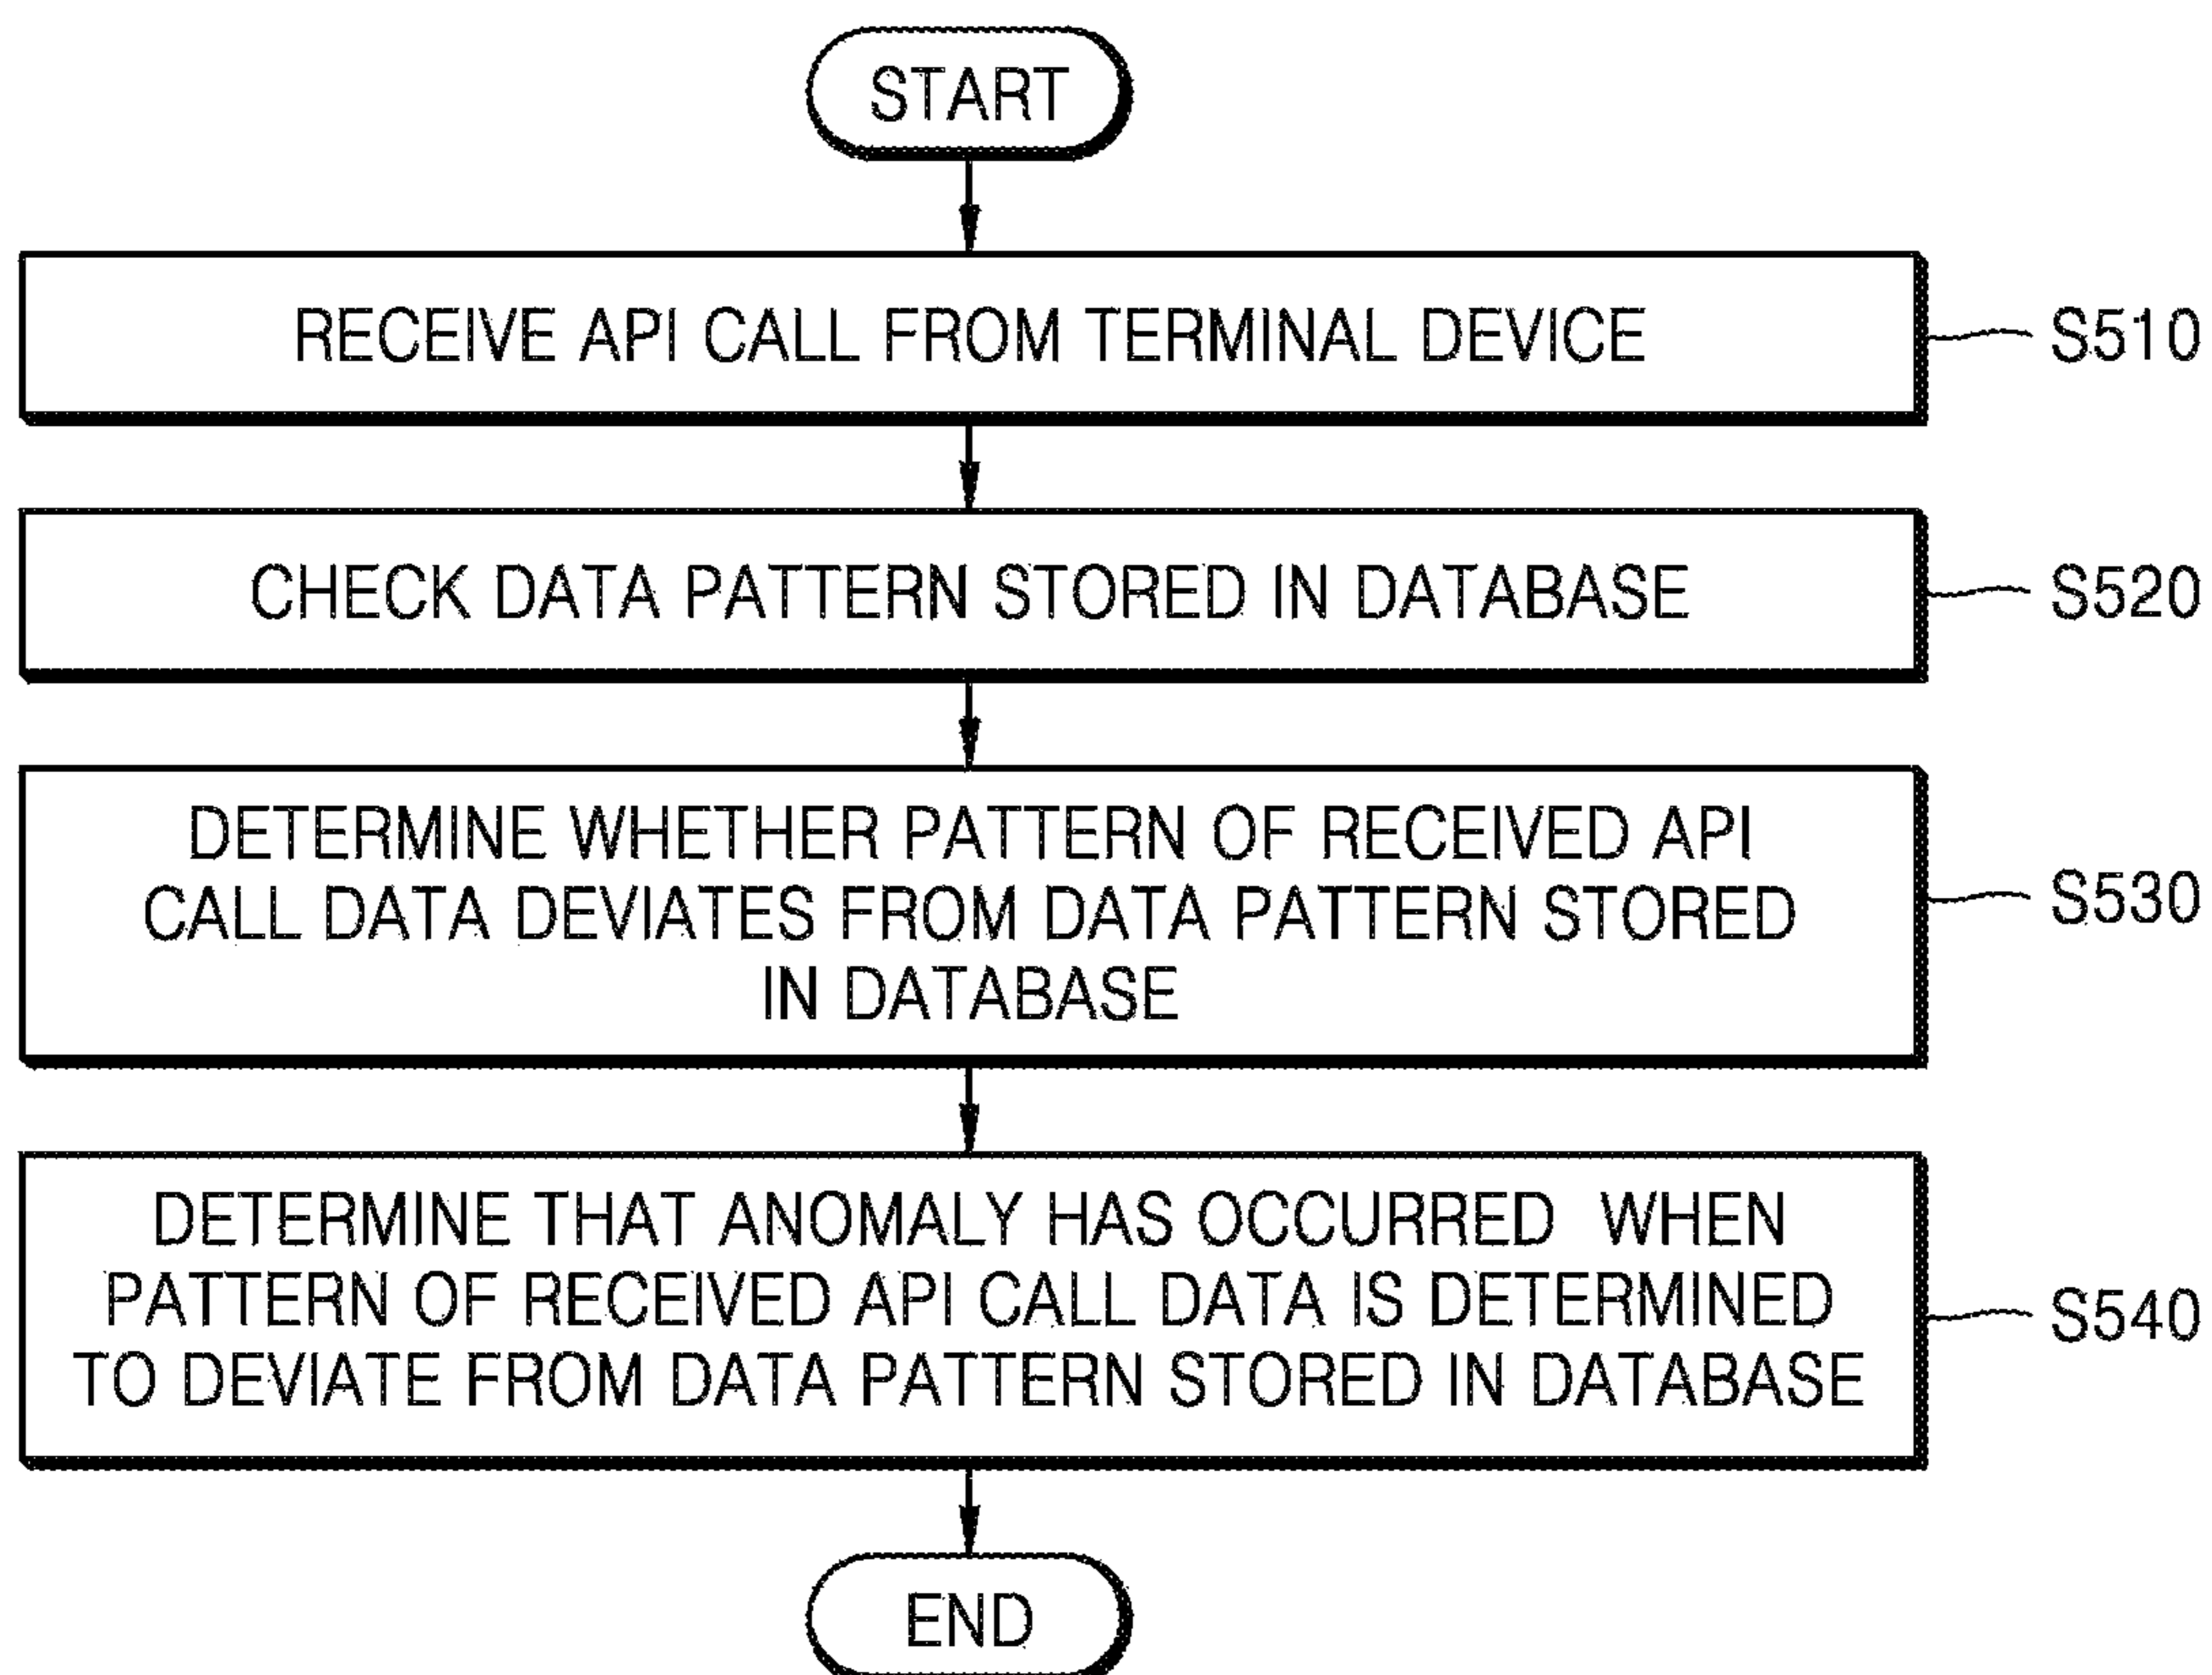 START
RECEIVE API CALL FROM TERMINAL DEVICE
S510
CHECK DATA PATTERN STORED IN DATABASE
S520
DETERMINE WHETHER PATTERN OF RECEIVED API
CALL DATA DEVIATES FROM DATA PATTERN STORED
IN DATABASE
S530
DETERMINE THAT ANOMALY HAS OCCURRED WHEN
PATTERN OF RECEIVED API CALL DATA IS DETERMINED
TO DEVIATE FROM DATA PATTERN STORED IN DATABASE
S540
END